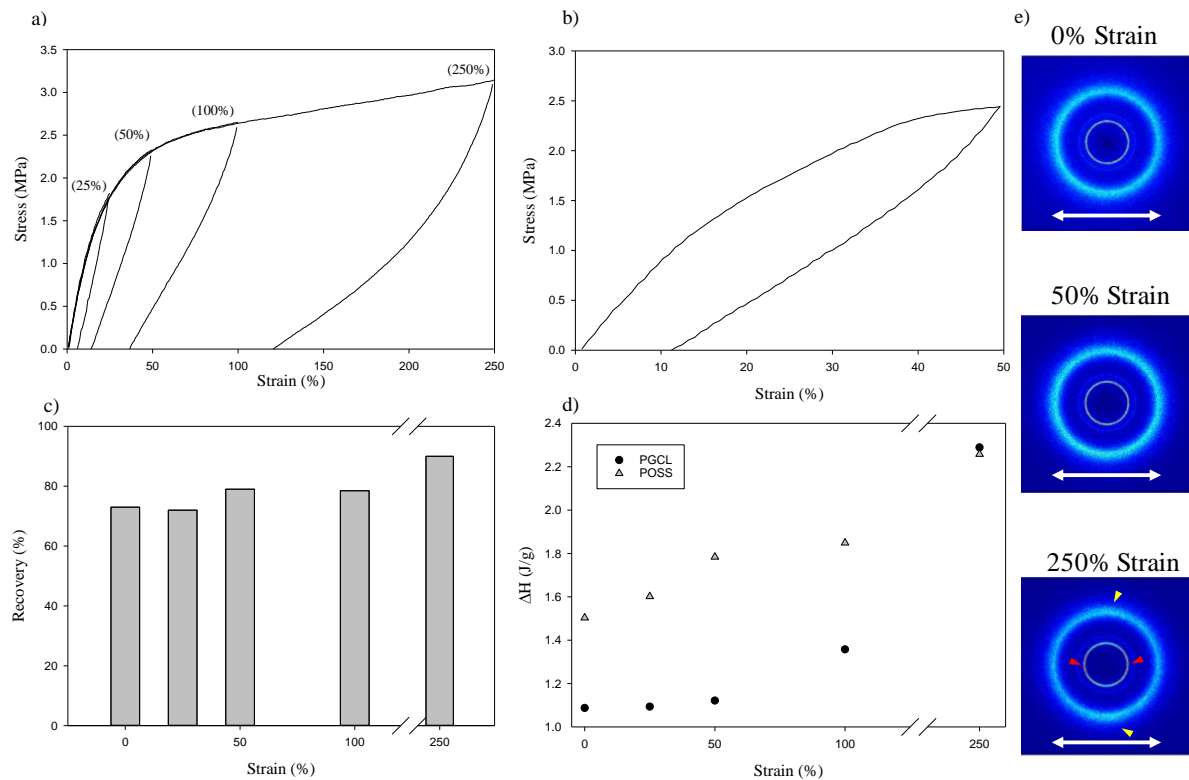 a)
3.5
3.0
2.5
2.0
1.5
1.0
0.5
0.0
Stress (MPa)
(25%)
(50%)
(100%)
(250%)
0 50 100 150 200 250
Strain (%)
b)
3.0
2.5
2.0
1.5
1.0
0.5
0.0
Stress (MPa)
0 10 20 30 40 50
Strain (%)
c)
100
80
60
40
20
0
Recovery (%)
0 50 100 250
Strain (%)
d)
2.4
2.2
2.0
1.8
1.6
1.4
1.2
1.0
ΔH (J/g)
PGCL
POSS
0 50 100 250
Strain (%)
e)
0% Strain
50% Strain
250% Strain